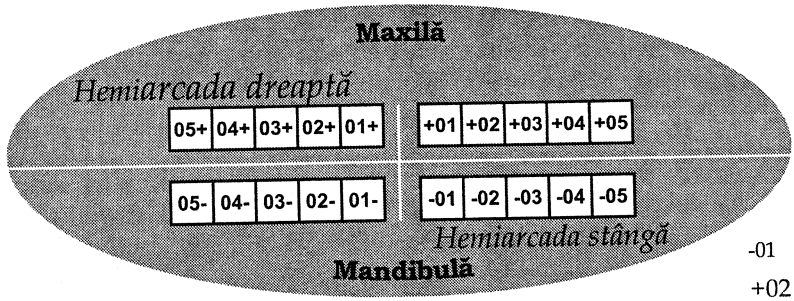 Maxilă
Hemiarcada dreaptă
05+ 04+ 03+ 02+ 01+ +01 +02 +03 +04 +05
05- 04- 03- 02- 01- -01 -02 -03 -04 -05
Hemiarcada stângă
Mandibulă
-01
+02